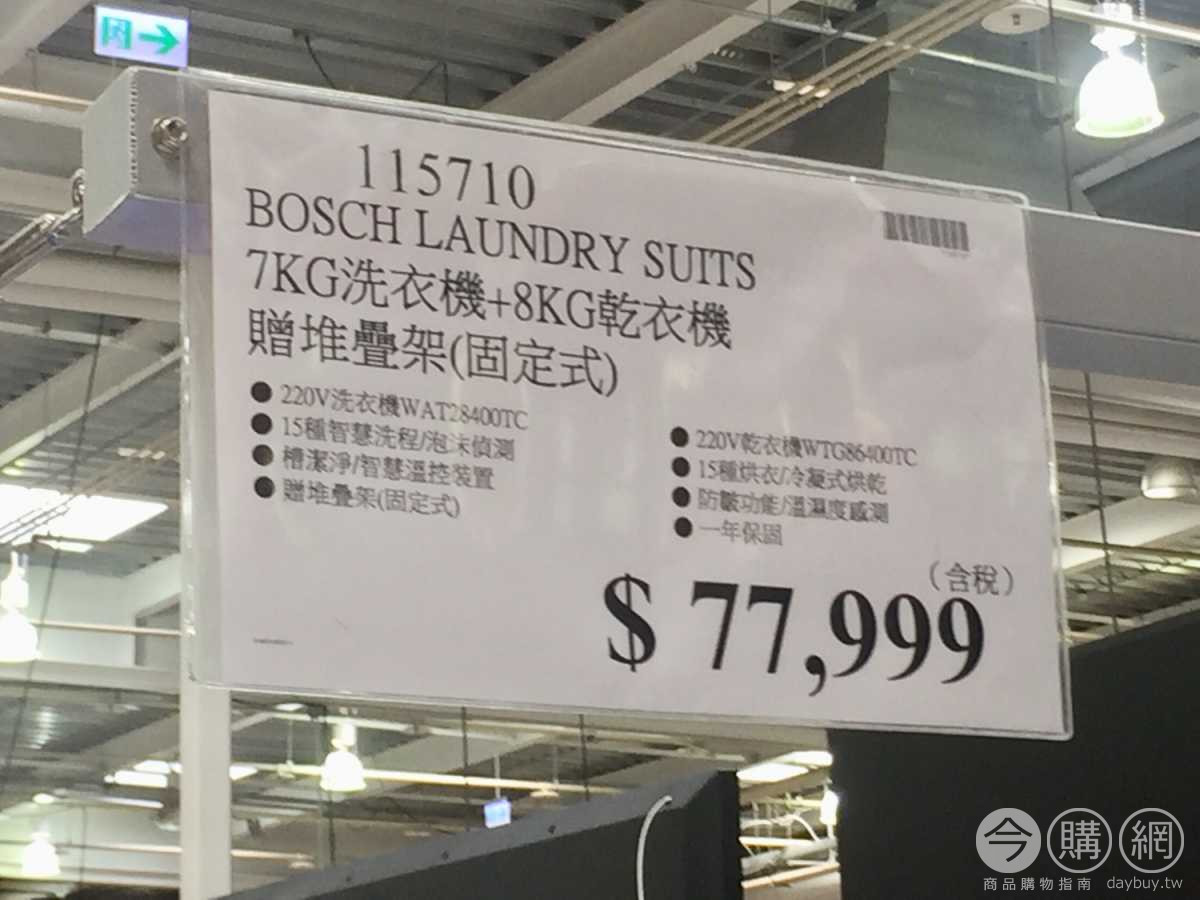 115710
BOSCH LAUNDRY SUITS
7KG洗衣機+8KG乾衣機
贈堆疊架(固定式)
● 220V洗衣機WAT28400TC
● 15種智慧洗程/泡沫偵測
● 槽潔淨/智慧溫控裝置
● 贈堆疊架(固定式)
● 220V乾衣機WTG86400TC
● 15種烘衣/冷凝式烘乾
● 防皺功能/溫濕度感測
● 一年保固
(含稅)
$ 77,999
今購網
商品購物指南 daybuy.tw